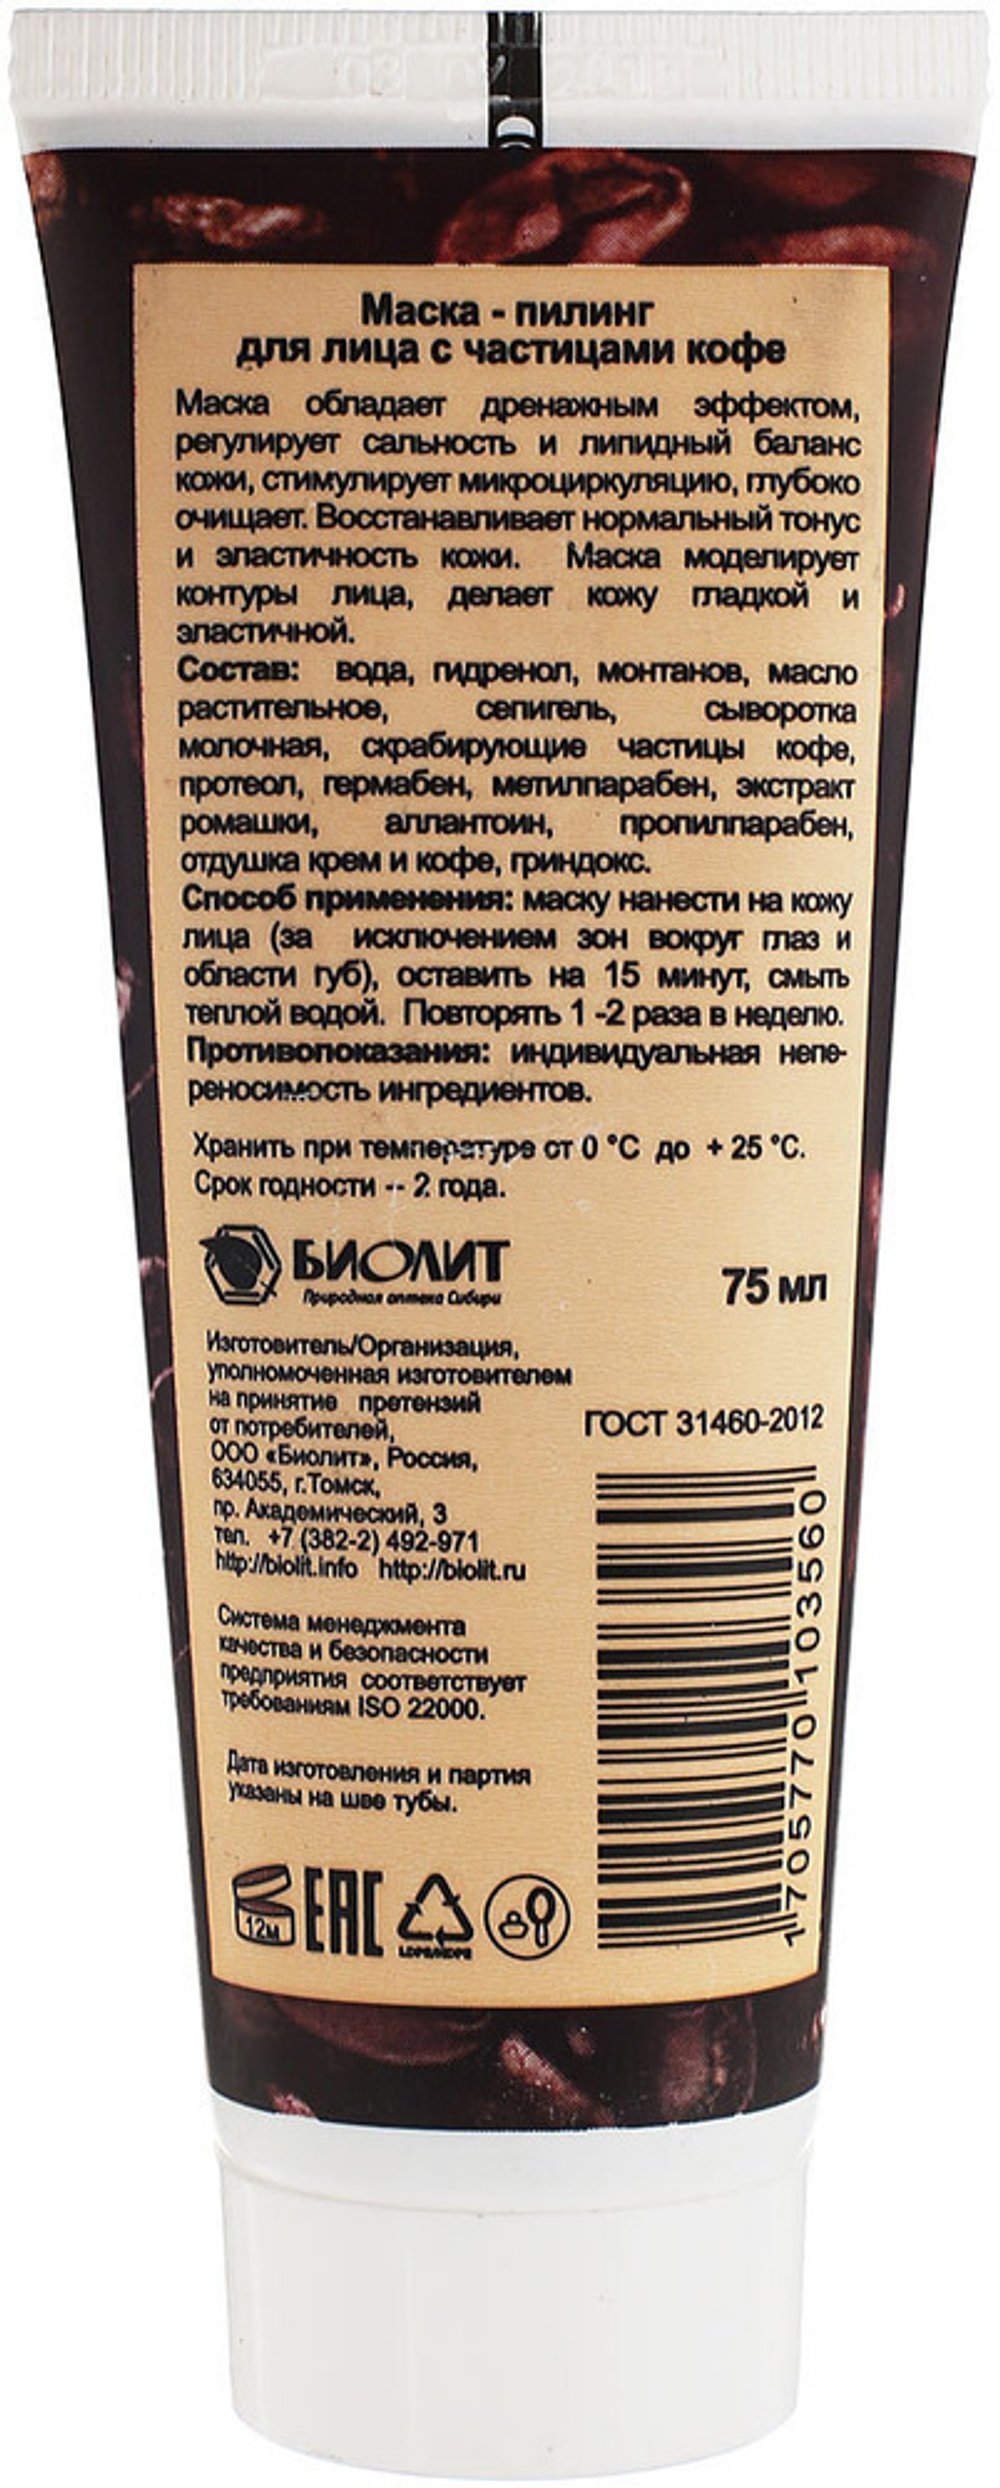 Маска - пилинг
для лица с частицами кофе
Маска обладает дренажным эффектом,
регулирует сальность и липидный баланс
кожи, стимулирует микроциркуляцию, глубоко
очищает. Восстанавливает нормальный тонус
и эластичность кожи. Маска моделирует
контуры лица, делает кожу гладкой и
эластичной.
Состав: вода, гидренол, монтанов, масло
растительное, сепигель, сыворотка
молочная, скрабирующие частицы кофе,
протеол, гермабен, метилпарабен, экстракт
ромашки, аллантоин, пропилпарабен,
отдушка крем и кофе, гриндокс.
Способ применения: маску нанести на кожу
лица (за исключением зон вокруг глаз и
области губ), оставить на 15 минут, смыть
теплой водой. Повторять 1 -2 раза в неделю.
Противопоказания: индивидуальная непе-
реносимость ингредиентов.
Хранить при температуре от 0 °С до + 25 °С.
Срок годности -- 2 года.
БИОЛИТ
Природная аптека Сибири
75 мл
Изготовитель/Организация,
уполномоченная изготовителем
на принятие претензий
от потребителей,
ООО «Биолит», Россия,
634055, г.Томск,
пр. Академический, 3
тел. +7 (382-2) 492-971
http://biolit.info http://biolit.ru
ГОСТ 31460-2012
Система менеджмента
качества и безопасности
предприятия соответствует
требованиям ISO 22000.
Дата изготовления и партия
указаны на шве тубы.
12м
EAC
1705770103560